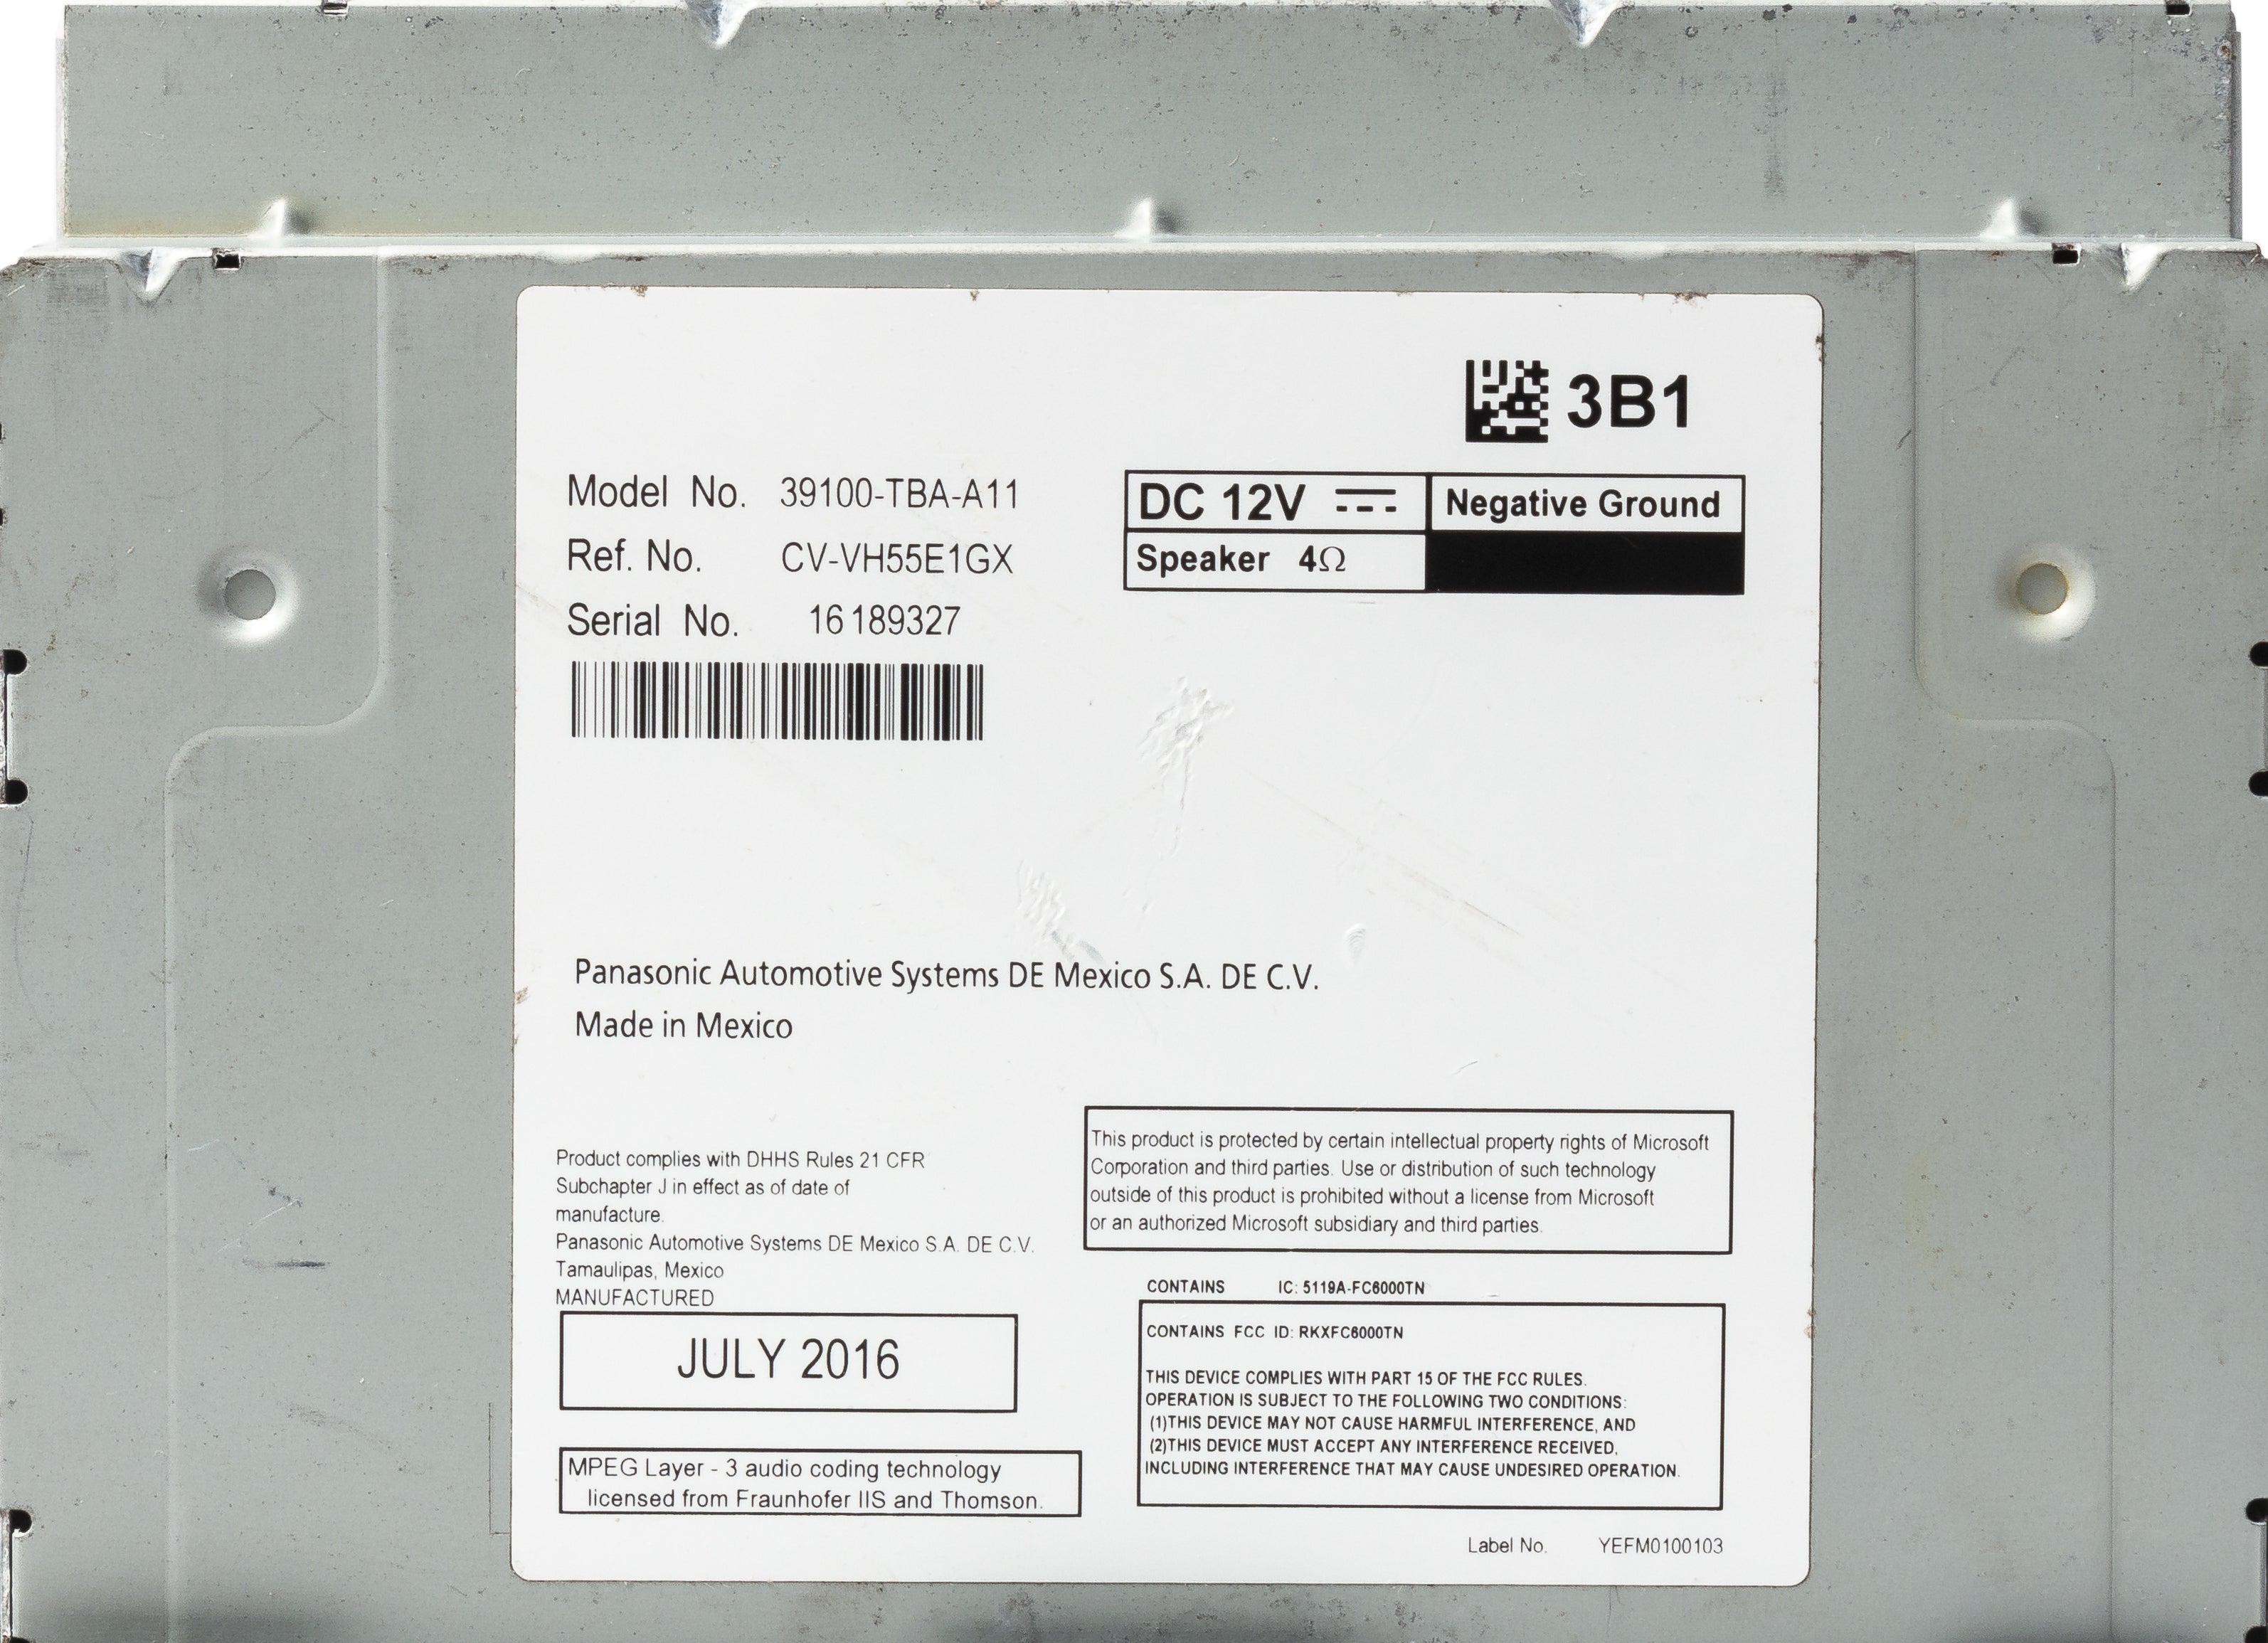 3B1
Model No. 39100-TBA-A11
Ref. No. CV-VH55E1GX
Serial No. 16189327
DC 12V Negative Ground
Speaker 4Ω
Panasonic Automotive Systems DE Mexico S.A. DE C.V.
Made in Mexico
Product complies with DHHS Rules 21 CFR
Subchapter J in effect as of date of
manufacture.
Panasonic Automotive Systems DE Mexico S.A. DE C.V.
Tamaulipas, Mexico
MANUFACTURED
JULY 2016
MPEG Layer - 3 audio coding technology
licensed from Fraunhofer IIS and Thomson.
This product is protected by certain intellectual property rights of Microsoft
Corporation and third parties. Use or distribution of such technology
outside of this product is prohibited without a license from Microsoft
or an authorized Microsoft subsidiary and third parties.
CONTAINS IC: 5119A-FC6000TN
CONTAINS FCC ID: RKXFC6000TN
THIS DEVICE COMPLIES WITH PART 15 OF THE FCC RULES.
OPERATION IS SUBJECT TO THE FOLLOWING TWO CONDITIONS:
(1)THIS DEVICE MAY NOT CAUSE HARMFUL INTERFERENCE, AND
(2)THIS DEVICE MUST ACCEPT ANY INTERFERENCE RECEIVED,
INCLUDING INTERFERENCE THAT MAY CAUSE UNDESIRED OPERATION.
Label No. YEFM0100103